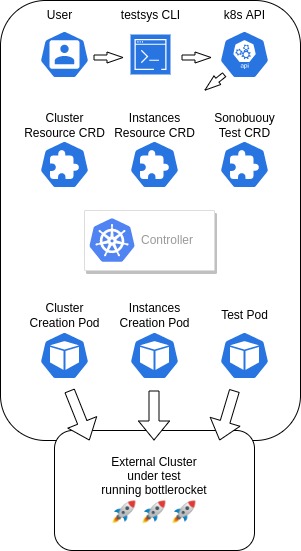 User
testsys CLI
k8s API
api
Cluster
Resource CRD
Instances
Resource CRD
Sonobuouy
Test CRD
Controller
Cluster
Creation Pod
Instances
Creation Pod
Test Pod
External Cluster
under test
running bottlerocket